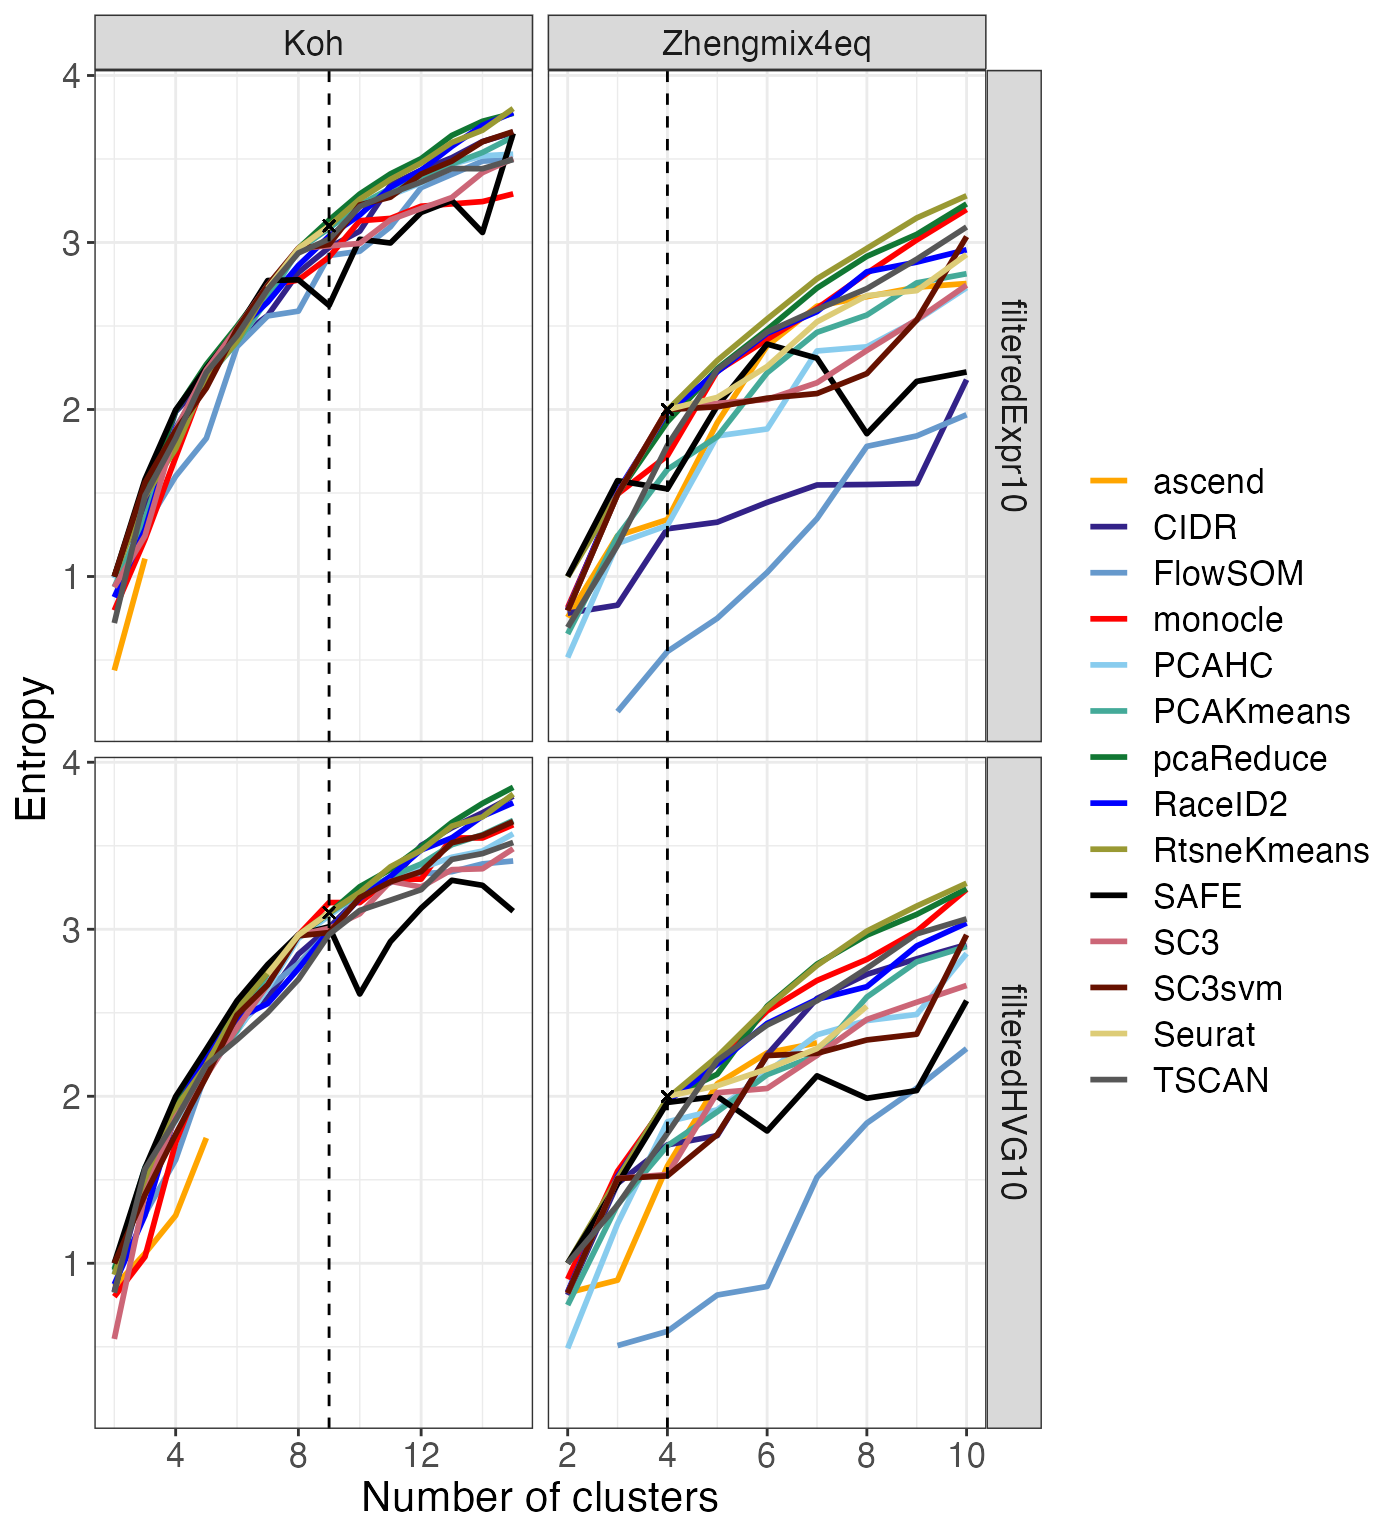 Koh
Zhengmix4eq
4
3
2
1
filteredExpr10
4
3
2
1
filteredHVG10
Entropy
4 8 12
2 4 6 8 10
Number of clusters
ascend
CIDR
FlowSOM
monocle
PCAHC
PCAKmeans
pcaReduce
RaceID2
RtsneKmeans
SAFE
SC3
SC3svm
Seurat
TSCAN